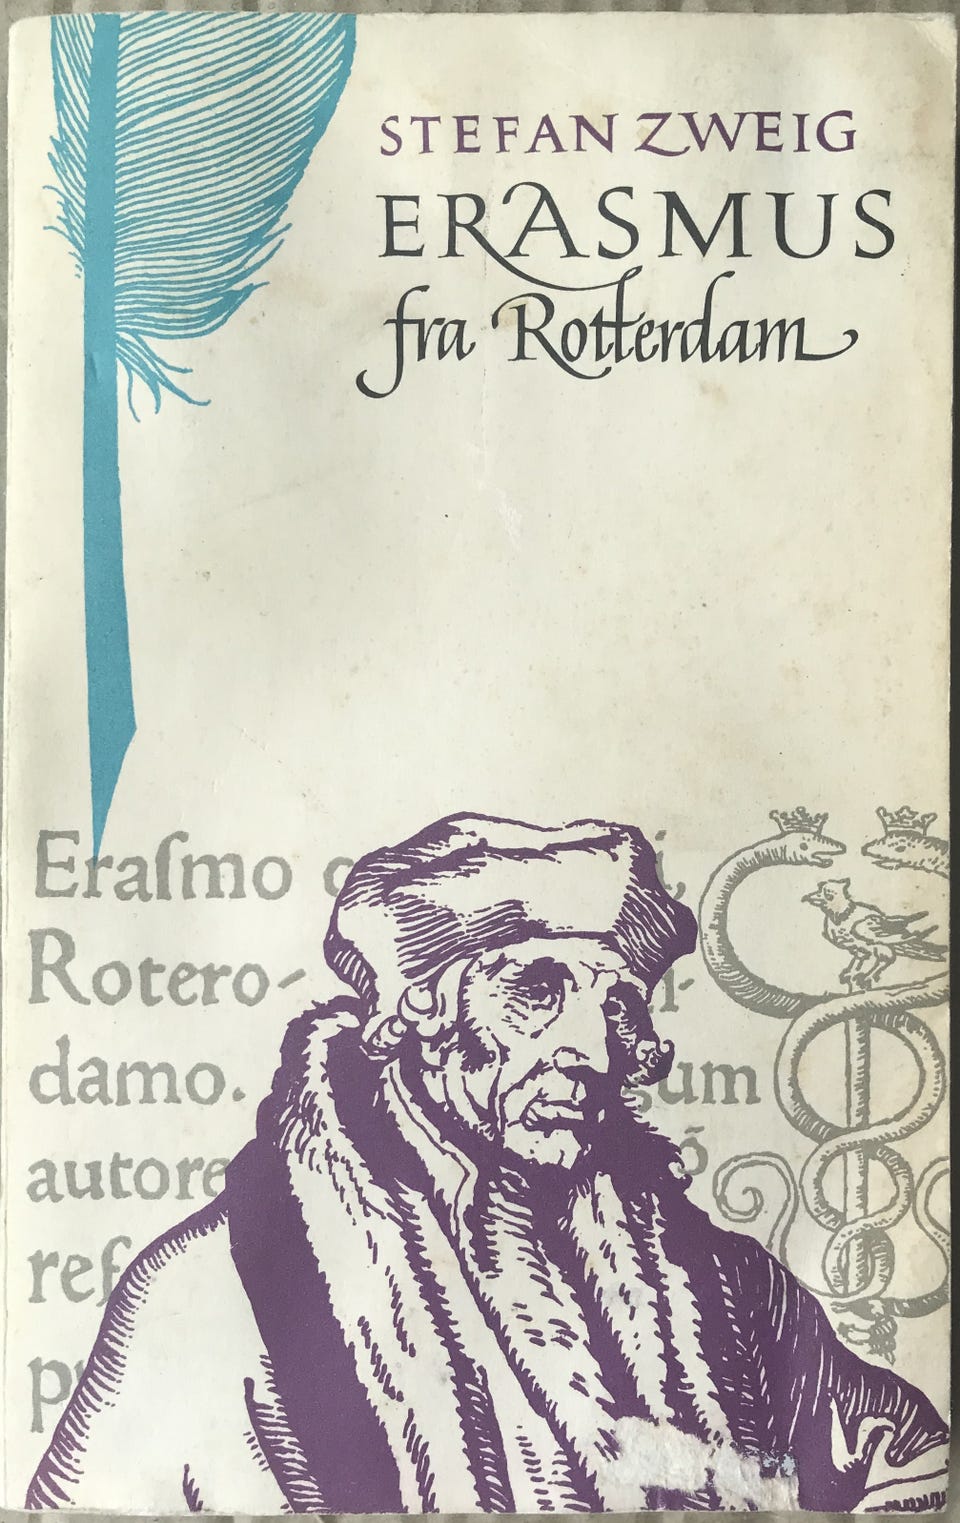 STEFAN ZWEIG
ERASMUS
fra Rotterdam
Eraſmo
Rotero-
damo.
autore